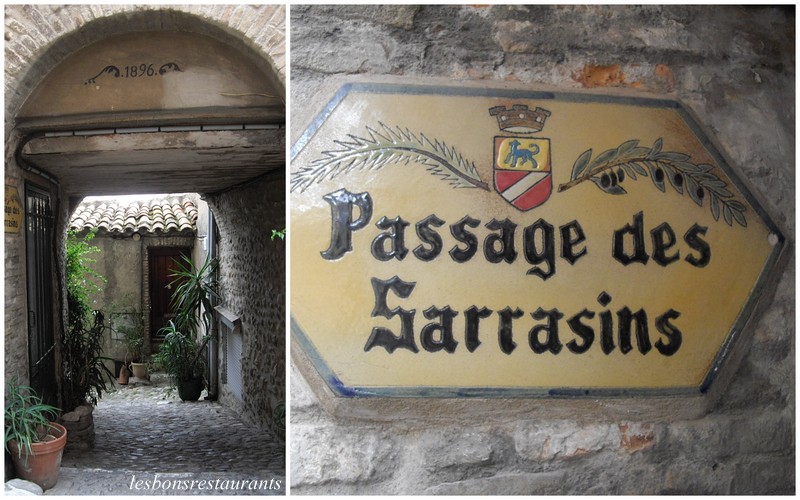 .1896.
lesbonsrestaurants
Passage des
Sarrasins